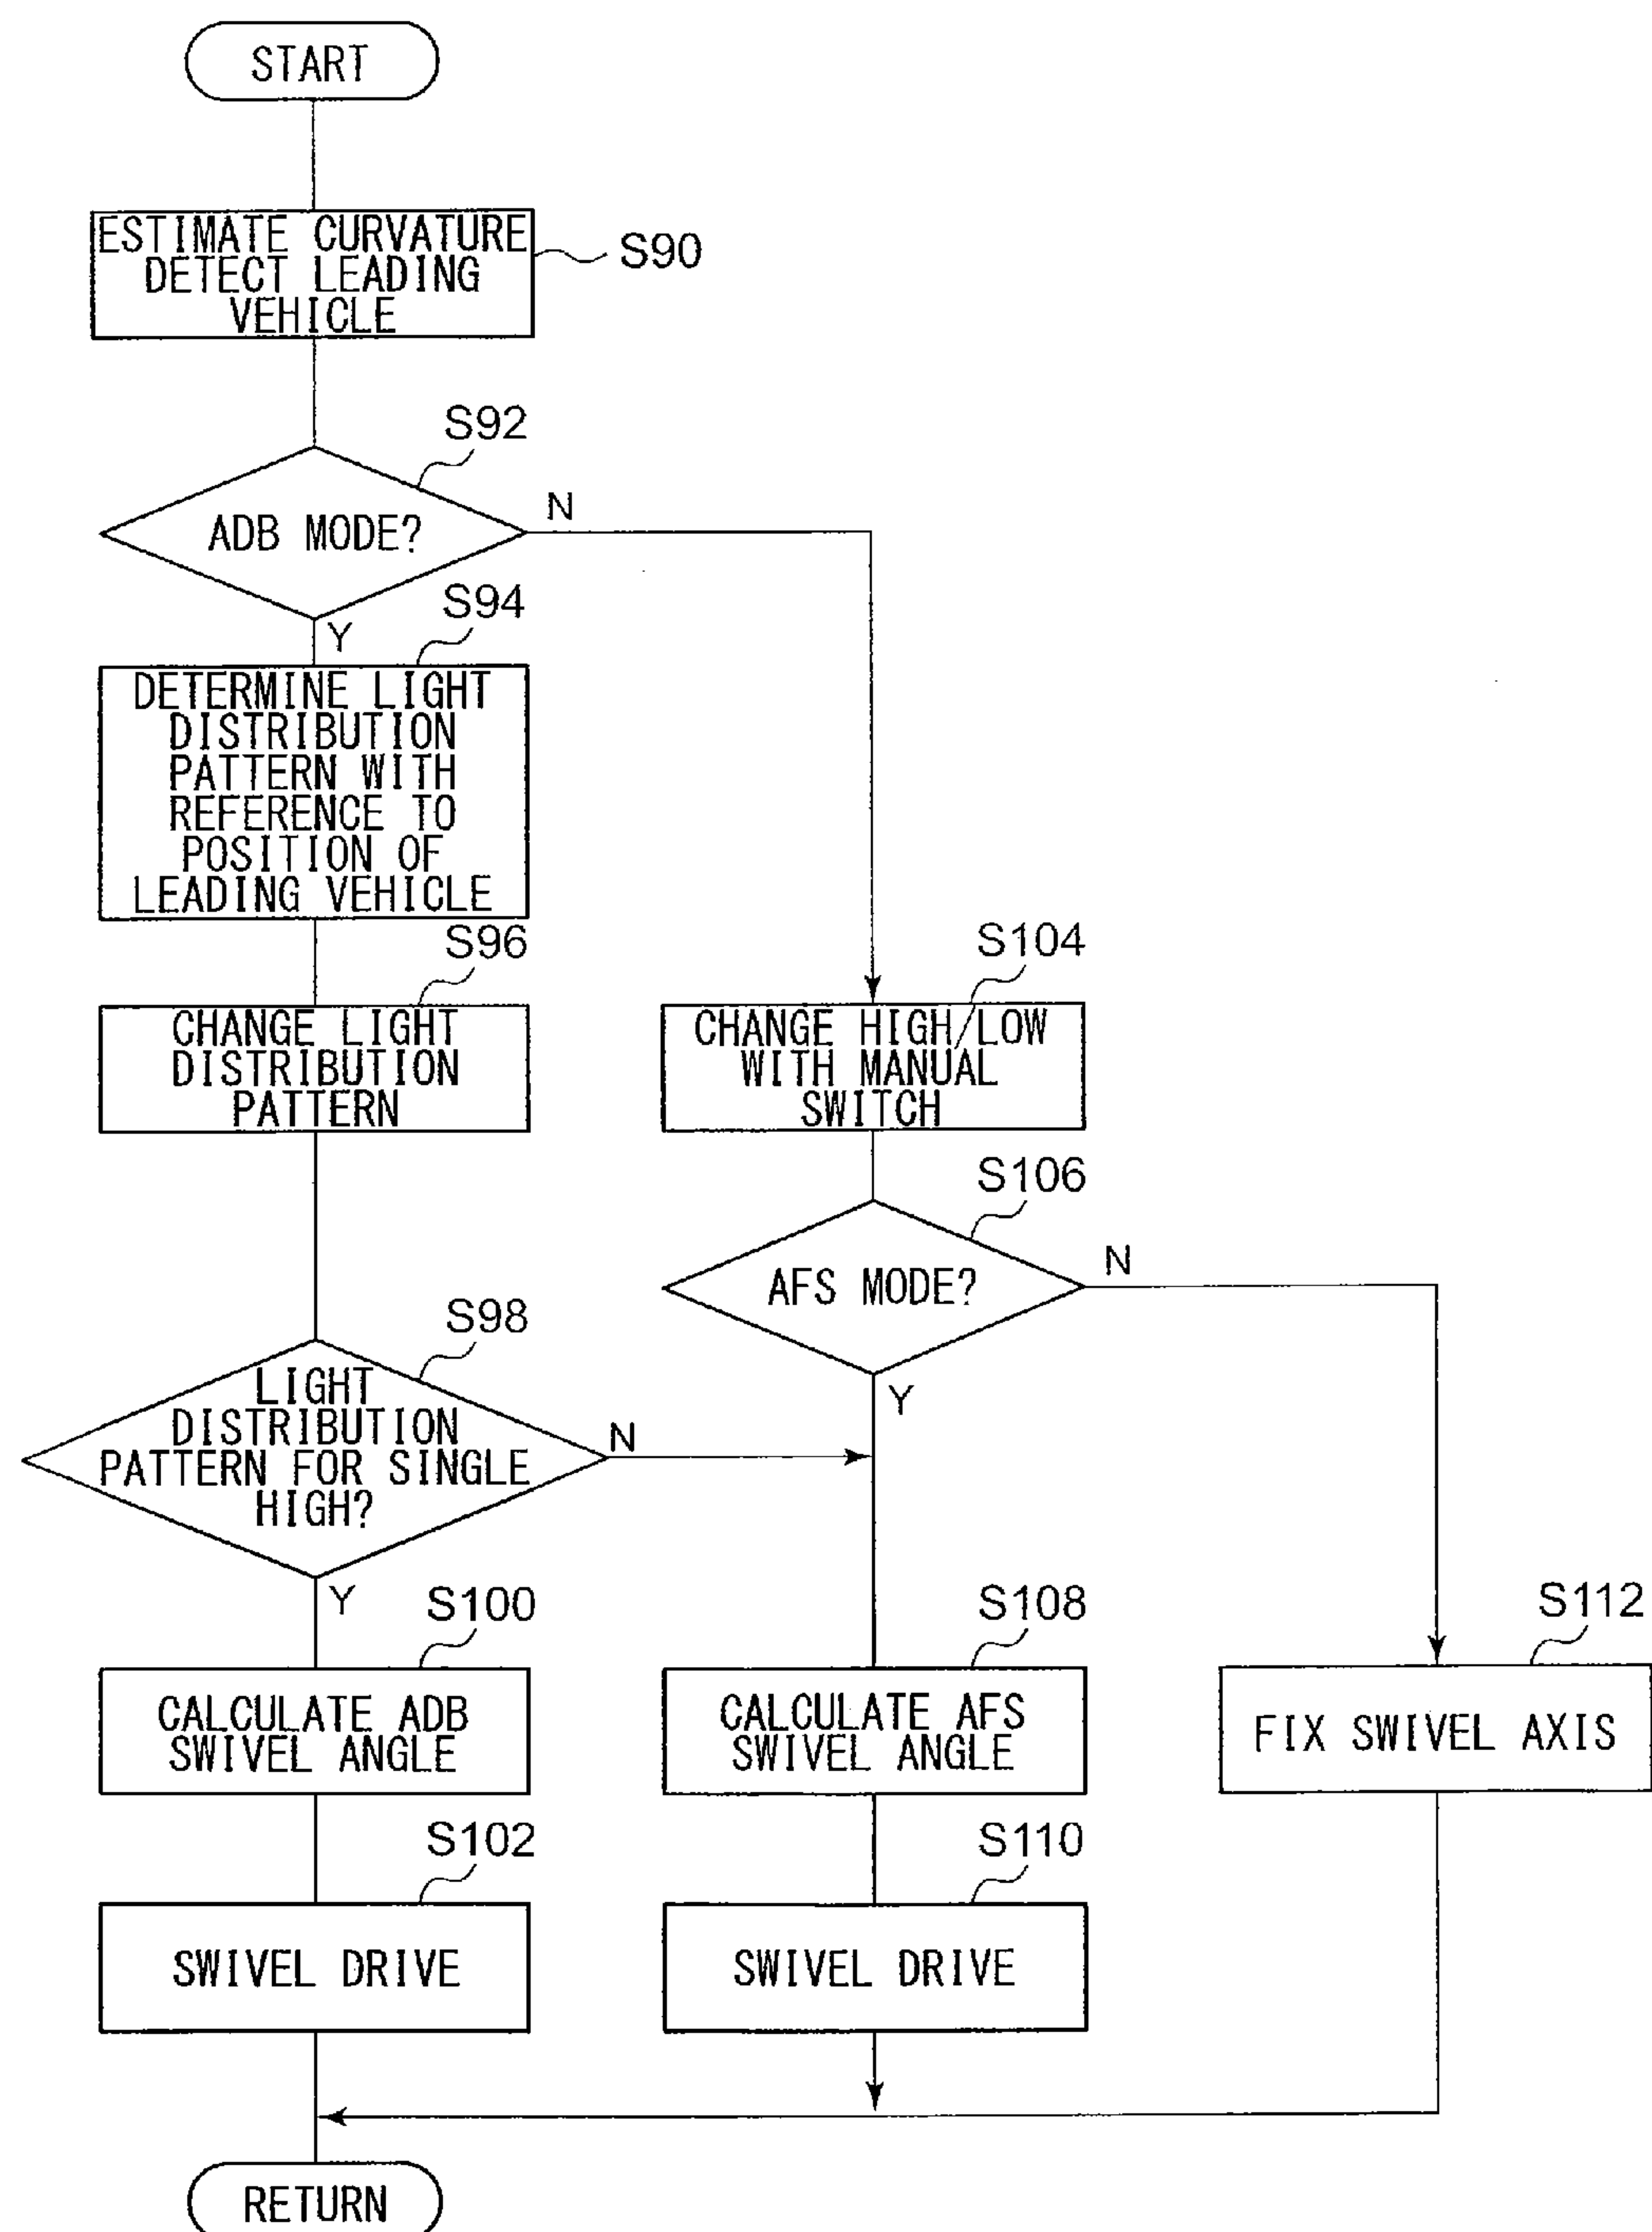 START
ESTIMATE CURVATURE
DETECT LEADING
VEHICLE
S90
S92
ADB MODE?
N
Y
S94
DETERMINE LIGHT
DISTRIBUTION
PATTERN WITH
REFERENCE TO
POSITION OF
LEADING VEHICLE
S96
CHANGE LIGHT
DISTRIBUTION
PATTERN
S104
CHANGE HIGH/LOW
WITH MANUAL
SWITCH
S106
AFS MODE?
N
Y
S98
LIGHT
DISTRIBUTION
PATTERN FOR SINGLE
HIGH?
N
Y
S100
CALCULATE ADB
SWIVEL ANGLE
S108
CALCULATE AFS
SWIVEL ANGLE
S112
FIX SWIVEL AXIS
S102
SWIVEL DRIVE
S110
SWIVEL DRIVE
RETURN